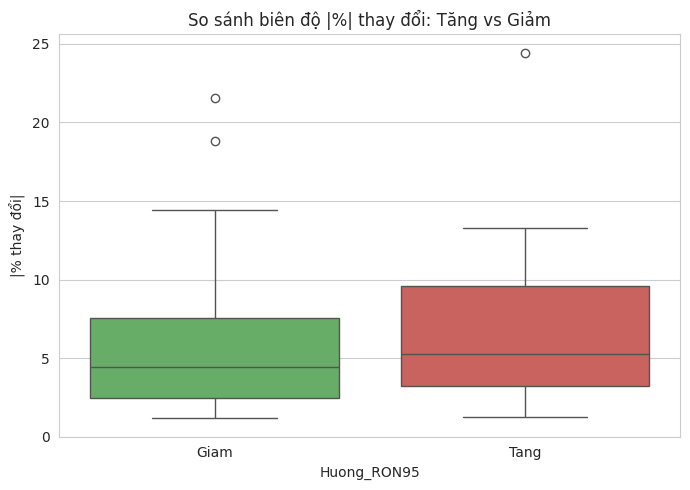 So sánh biên độ |%| thay đổi: Tăng vs Giảm
|% thay đổi|
25
20
15
10
5
0
Giam
Tang
Huong_RON95